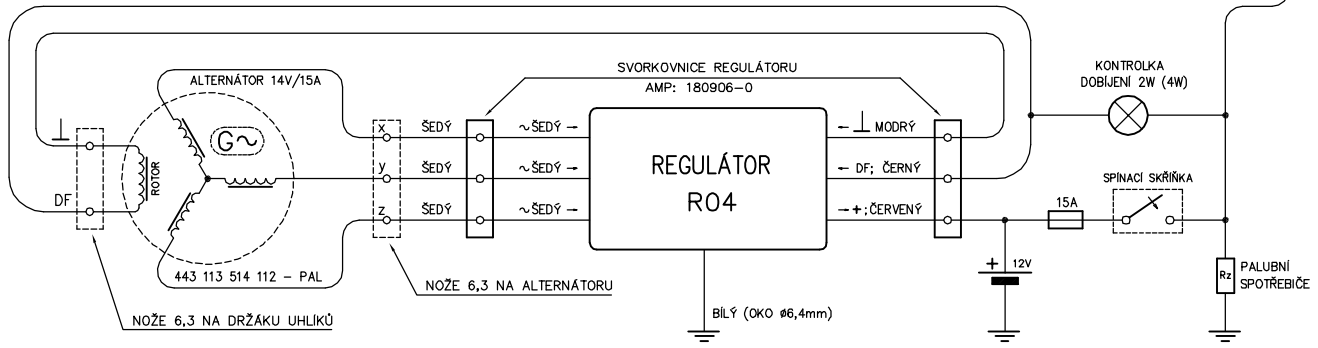 ALTERNÁTOR 14V/15A
SVORKOVNICE REGULÁTORU
AMP: 180906-0
KONTROLKA
DOBÍJENÍ 2W (4W)
⊥
G~
x
ŠEDÝ
~ŠEDÝ →
← ⊥ MODRÝ
ROTOR
y
ŠEDÝ
~ŠEDÝ →
REGULÁTOR
R04
← DF; ČERNÝ
SPÍNACÍ SKŘÍŇKA
DF
z
ŠEDÝ
~ŠEDÝ →
→ +;ČERVENÝ
15A
443 113 514 112 – PAL
NOŽE 6,3 NA ALTERNÁTORU
+ 12V
Rz
PALUBNÍ
SPOTŘEBIČE
BÍLÝ (OKO ø6,4mm)
NOŽE 6,3 NA DRŽÁKU UHLÍKŮ